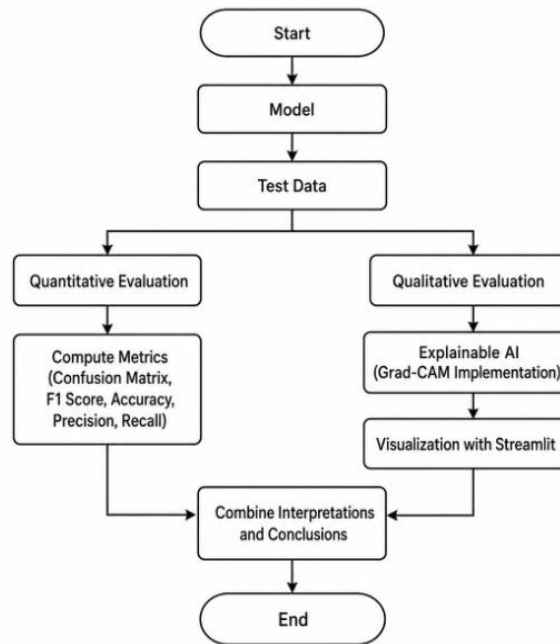 Start
Model
Test Data
Quantitative Evaluation
Qualitative Evaluation
Compute Metrics
(Confusion Matrix,
F1 Score, Accuracy,
Precision, Recall)
Explainable AI
(Grad-CAM Implementation)
Visualization with Streamlit
Combine Interpretations
and Conclusions
End